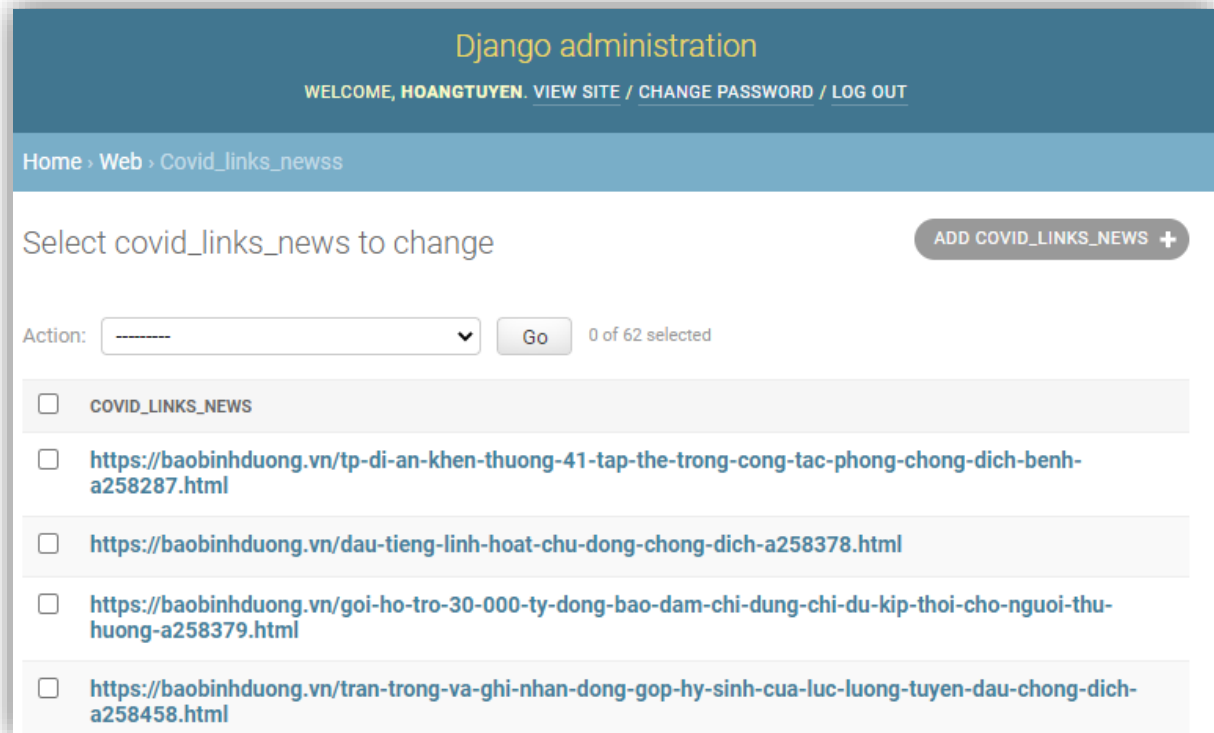 Django administration
WELCOME, HOANGTUYEN. VIEW SITE / CHANGE PASSWORD / LOG OUT
Home › Web › Covid_links_newss
Select covid_links_news to change
ADD COVID_LINKS_NEWS +
Action: --------- Go 0 of 62 selected
COVID_LINKS_NEWS
https://baobinhduong.vn/tp-di-an-khen-thuong-41-tap-the-trong-cong-tac-phong-chong-dich-benh-
a258287.html
https://baobinhduong.vn/dau-tieng-linh-hoat-chu-dong-chong-dich-a258378.html
https://baobinhduong.vn/goi-ho-tro-30-000-ty-dong-bao-dam-chi-dung-chi-du-kip-thoi-cho-nguoi-thu-
huong-a258379.html
https://baobinhduong.vn/tran-trong-va-ghi-nhan-dong-gop-hy-sinh-cua-luc-luong-tuyen-dau-chong-dich-
a258458.html